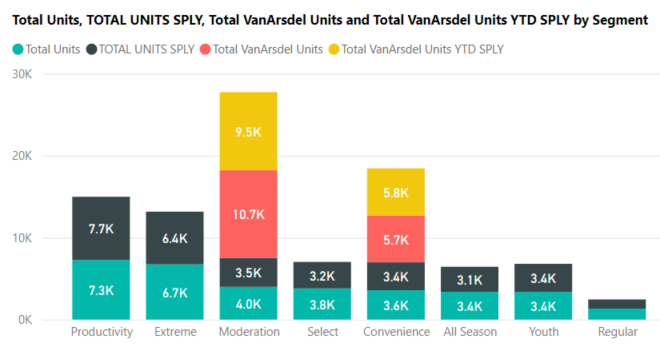 Total Units, TOTAL UNITS SPLY, Total VanArsdel Units and Total VanArsdel Units YTD SPLY by Segment
Total Units TOTAL UNITS SPLY Total VanArsdel Units Total VanArsdel Units YTD SPLY
30K
20K
10K
0K
7.7K
7.3K
6.4K
6.7K
9.5K
10.7K
3.5K
4.0K
3.2K
3.8K
5.8K
5.7K
3.4K
3.6K
3.1K
3.4K
3.4K
3.4K
Productivity Extreme Moderation Select Convenience All Season Youth Regular